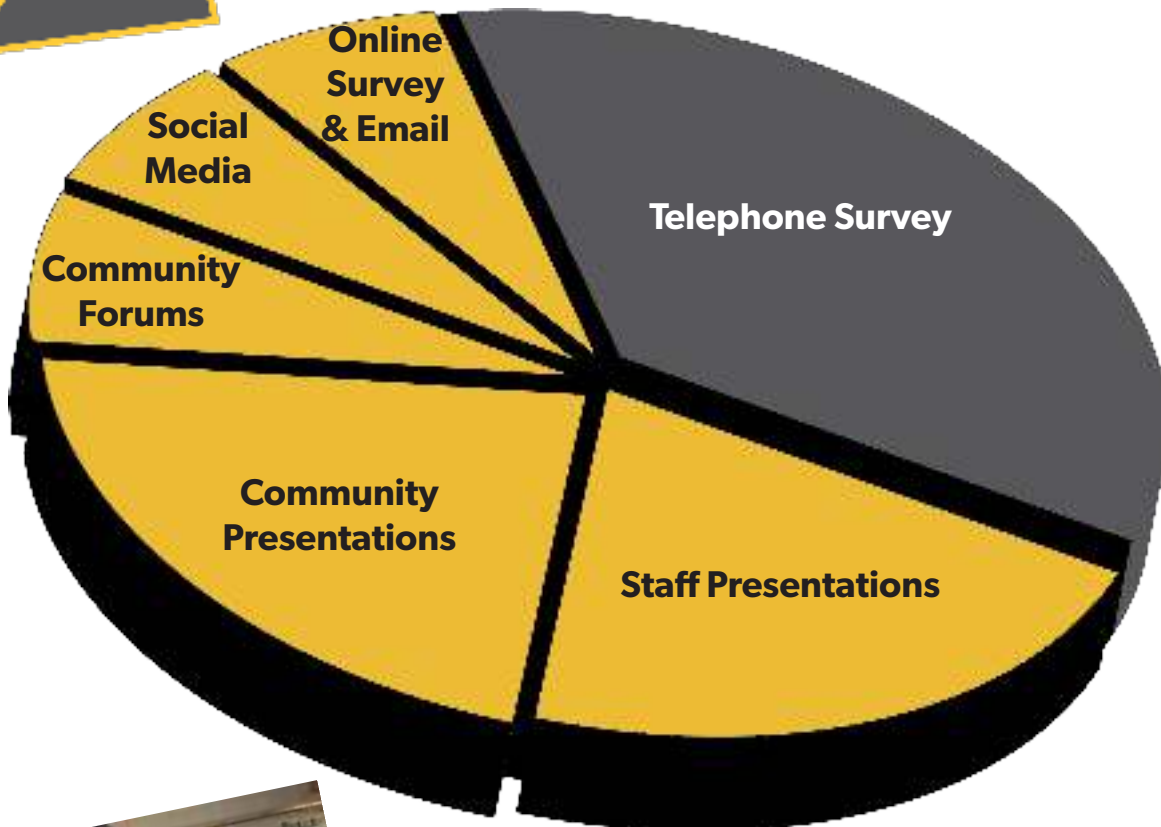 Online
Survey
& Email
Social
Media
Telephone Survey
Community
Forums
Community
Presentations
Staff Presentations